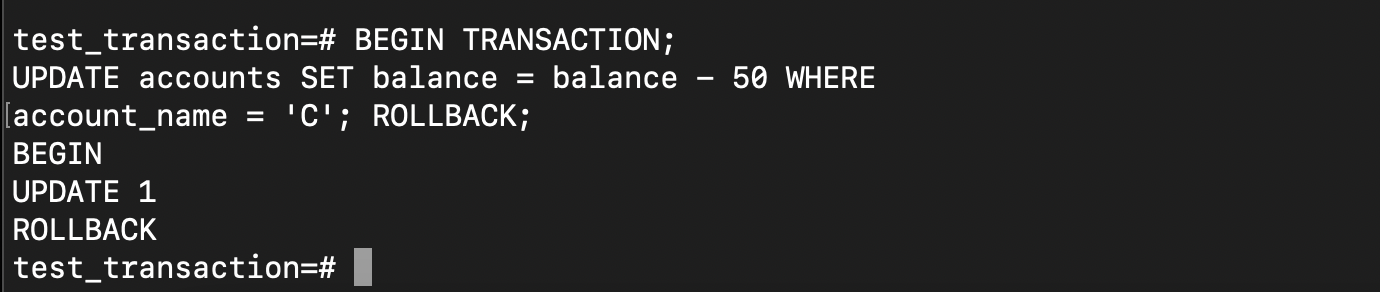 test_transaction=# BEGIN TRANSACTION;
UPDATE accounts SET balance = balance - 50 WHERE
[account_name = 'C'; ROLLBACK;
BEGIN
UPDATE 1
ROLLBACK
test_transaction=#